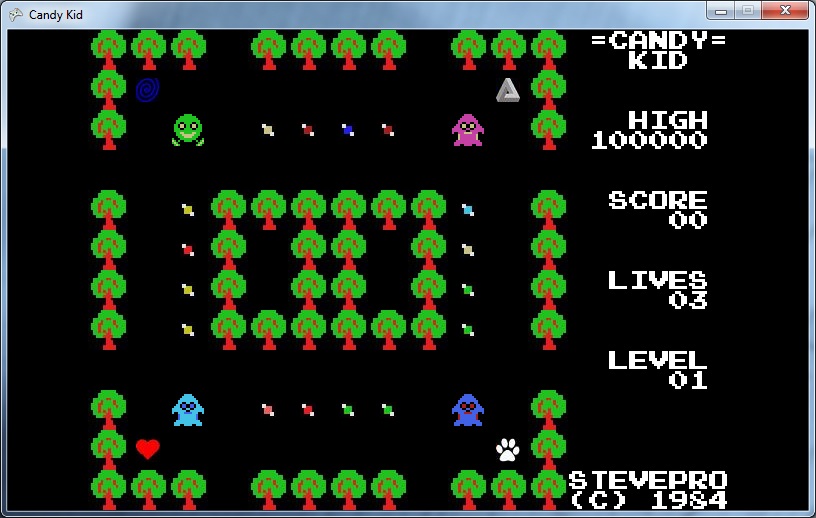 Candy Kid
=CANDY=
KID
HIGH
100000
SCORE
00
LIVES
03
LEVEL
01
STEVEPRO
(C) 1984